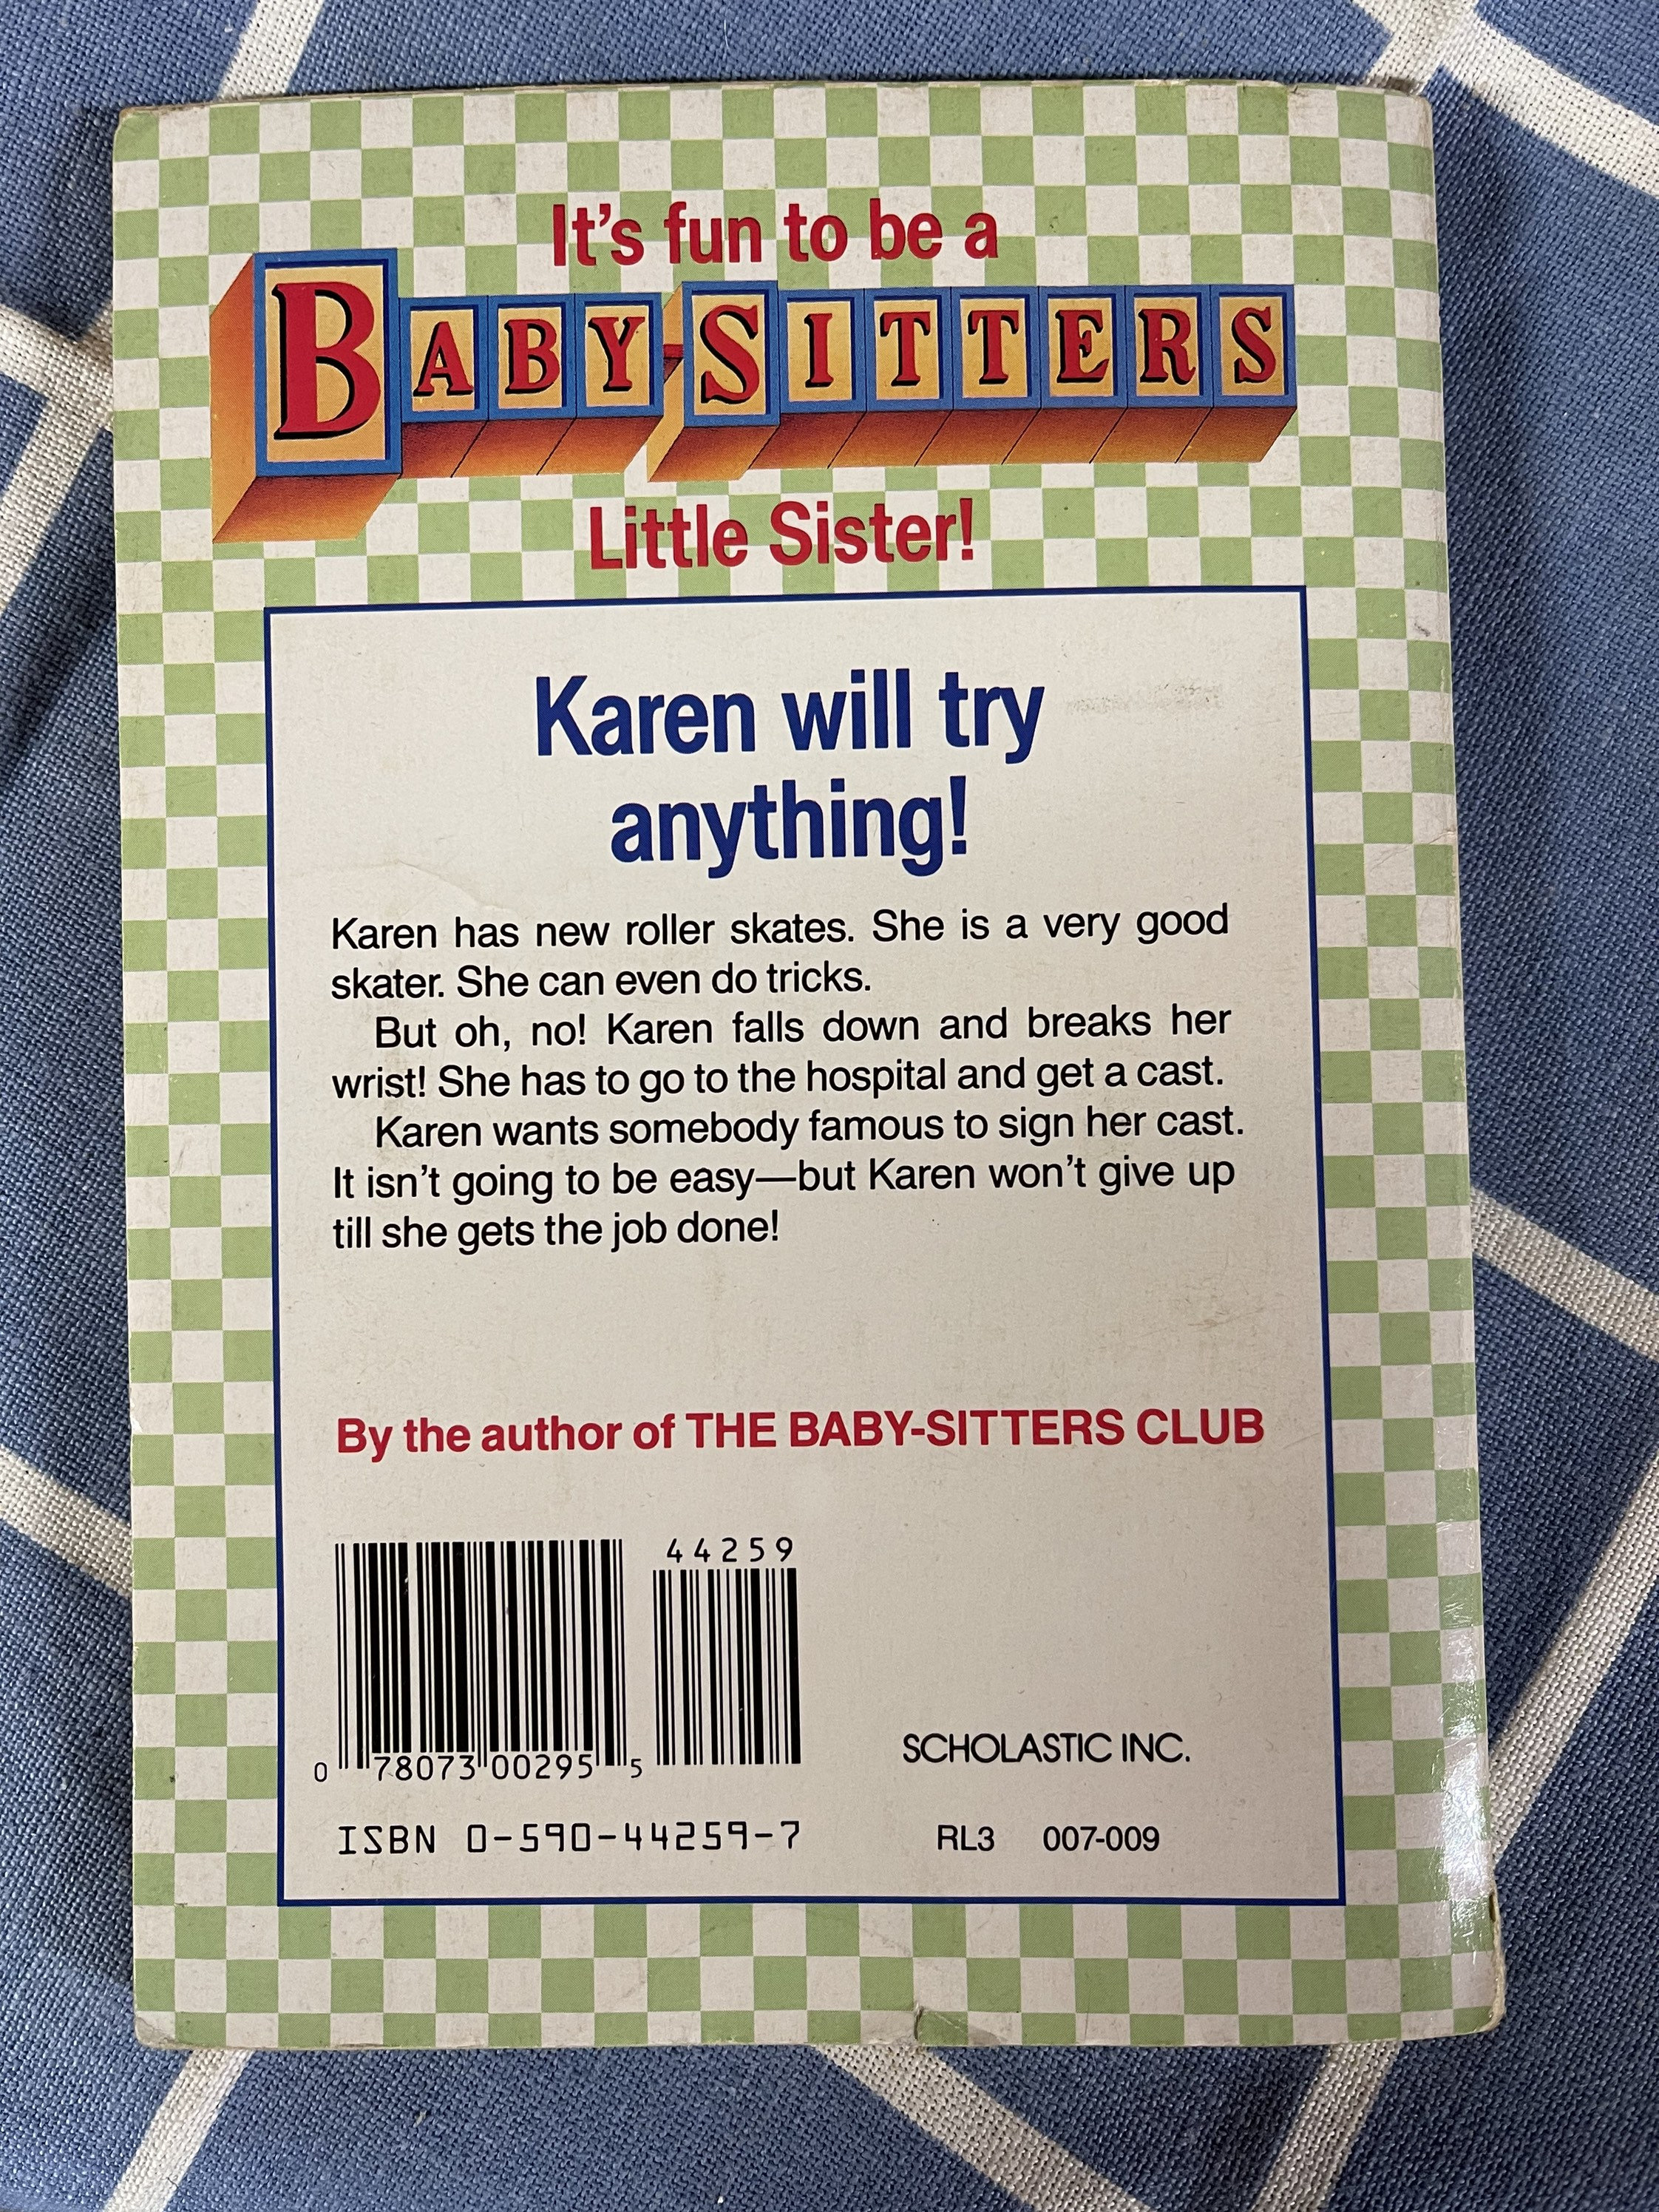 It's fun to be a
BABY-SITTERS
Little Sister!
Karen will try
anything!
Karen has new roller skates. She is a very good
skater. She can even do tricks.
But oh, no! Karen falls down and breaks her
wrist! She has to go to the hospital and get a cast.
Karen wants somebody famous to sign her cast.
It isn't going to be easy—but Karen won't give up
till she gets the job done!
By the author of THE BABY-SITTERS CLUB
44259
0 78073 00295 5
SCHOLASTIC INC.
ISBN 0-590-44259-7
RL3 007-009